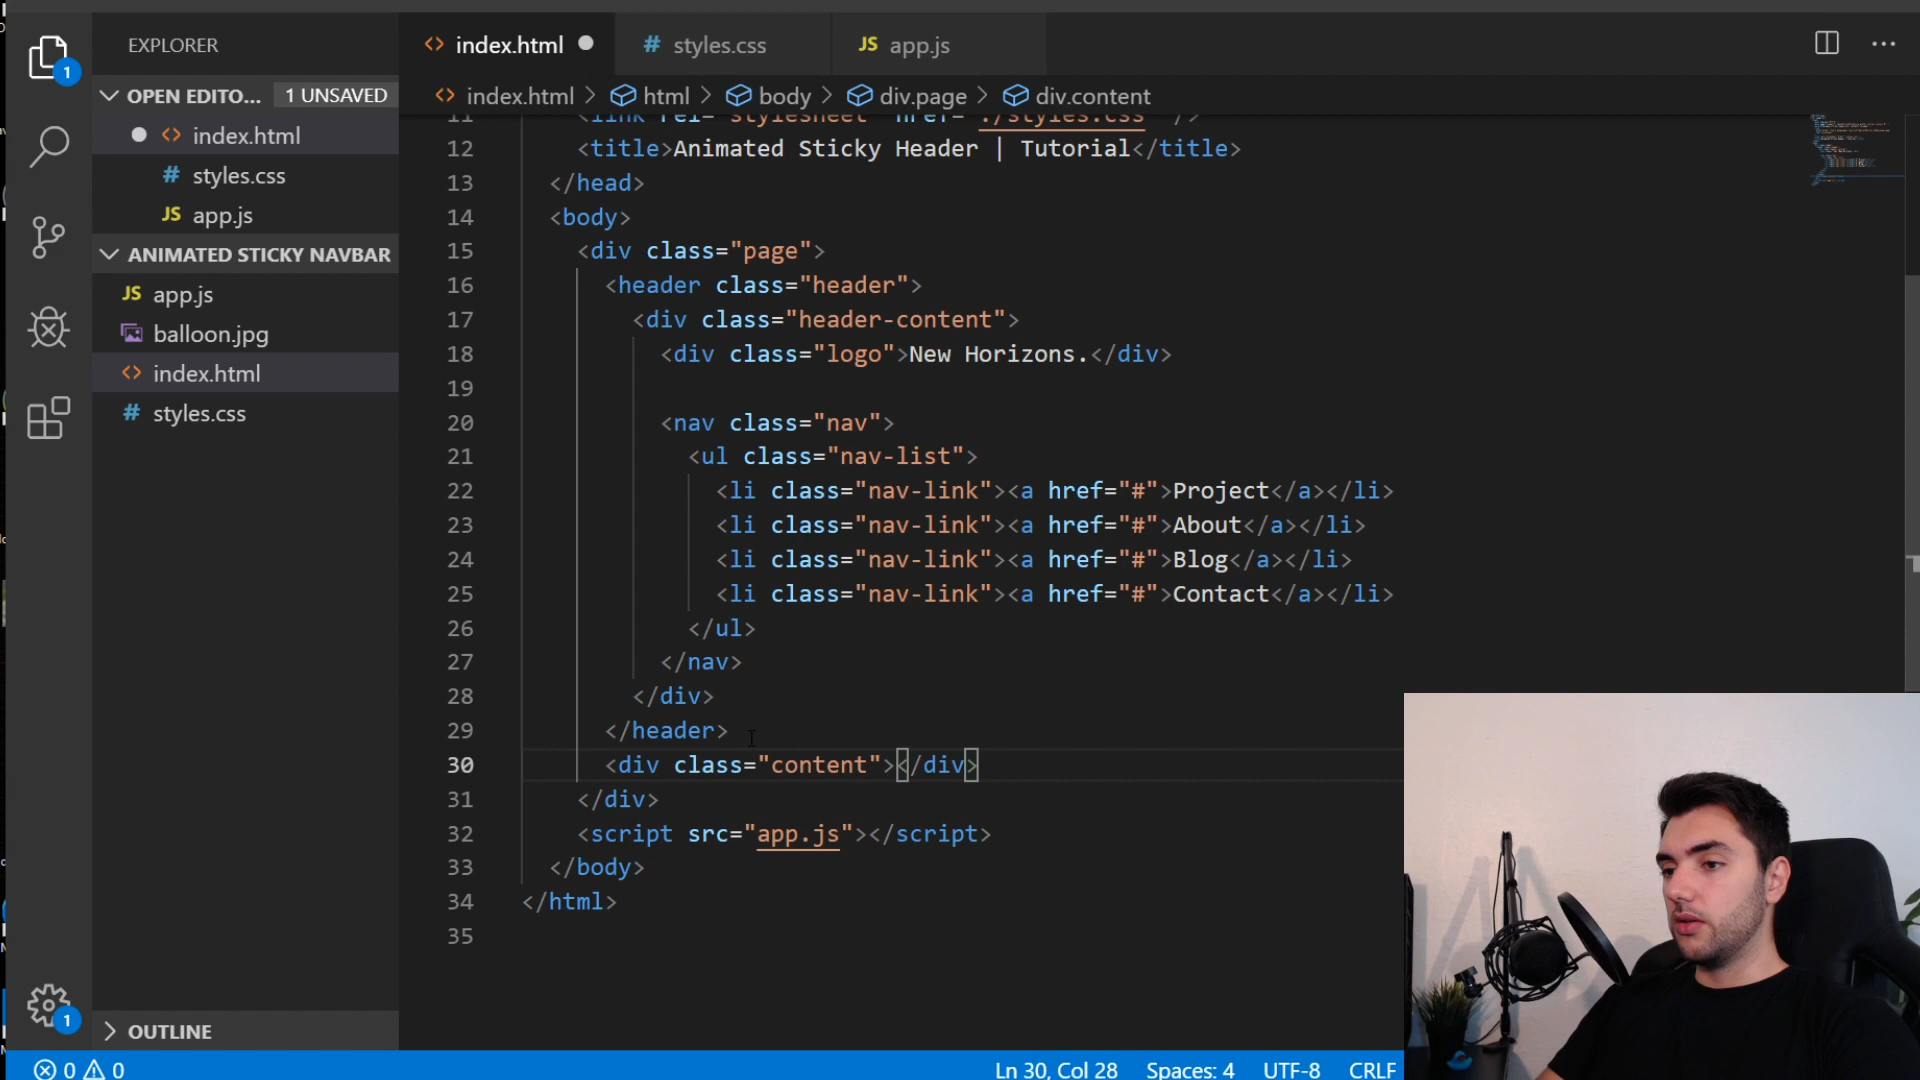 EXPLORER
index.html
# styles.css
JS app.js
1
OPEN EDITO...
1 UNSAVED
index.html > html > body > div.page > div.content
index.html
# styles.css
JS app.js
ANIMATED STICKY NAVBAR
JS app.js
balloon.jpg
index.html
# styles.css
11 <link rel="stylesheet" href="./styles.css" />
12 <title>Animated Sticky Header | Tutorial</title>
13 </head>
14 <body>
15 <div class="page">
16 <header class="header">
17 <div class="header-content">
18 <div class="logo">New Horizons.</div>
19
20 <nav class="nav">
21 <ul class="nav-list">
22 <li class="nav-link"><a href="#">Project</a></li>
23 <li class="nav-link"><a href="#">About</a></li>
24 <li class="nav-link"><a href="#">Blog</a></li>
25 <li class="nav-link"><a href="#">Contact</a></li>
26 </ul>
27 </nav>
28 </div>
29 </header>
30 <div class="content"></div>
31 </div>
32 <script src="app.js"></script>
33 </body>
34 </html>
35
1
OUTLINE
0 0
Ln 30, Col 28
Spaces: 4
UTF-8
CRLF